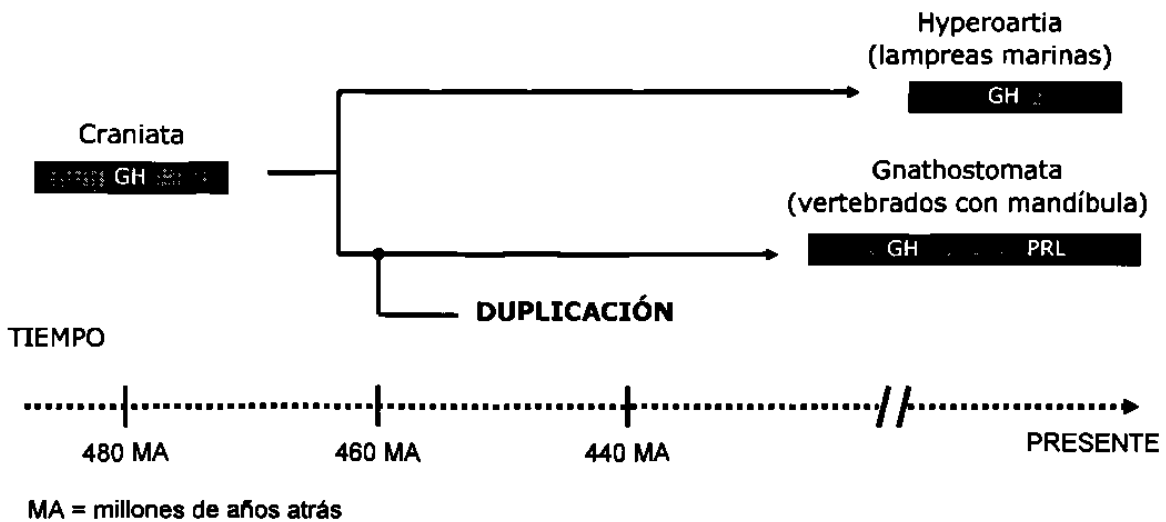 Hyperoartia
(lampreas marinas)
GH
Craniata
GH
Gnathostomata
(vertebrados con mandíbula)
GH PRL
DUPLICACIÓN
TIEMPO
480 MA 460 MA 440 MA PRESENTE
MA = millones de años atrás